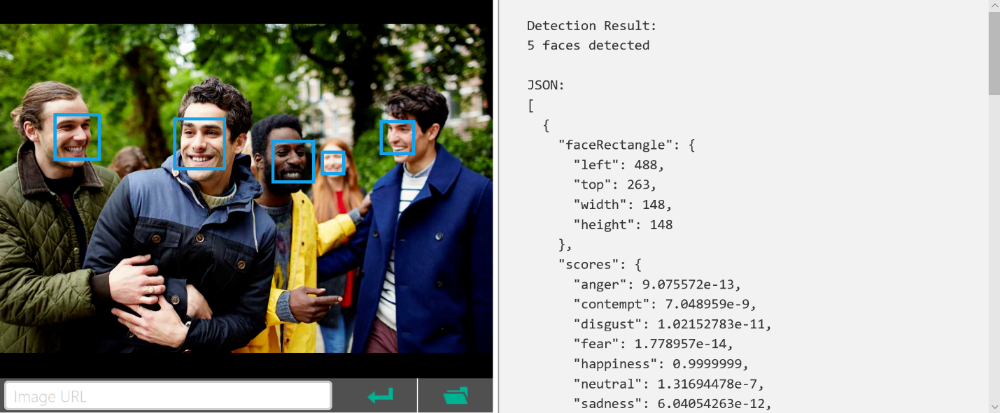 Detection Result:
5 faces detected
JSON:
[
{
"faceRectangle": {
"left": 488,
"top": 263,
"width": 148,
"height": 148
},
"scores": {
"anger": 9.075572e-13,
"contempt": 7.048959e-9,
"disgust": 1.02152783e-11,
"fear": 1.778957e-14,
"happiness": 0.9999999,
"neutral": 1.31694478e-7,
"sadness": 6.04054263e-12,
Image URL